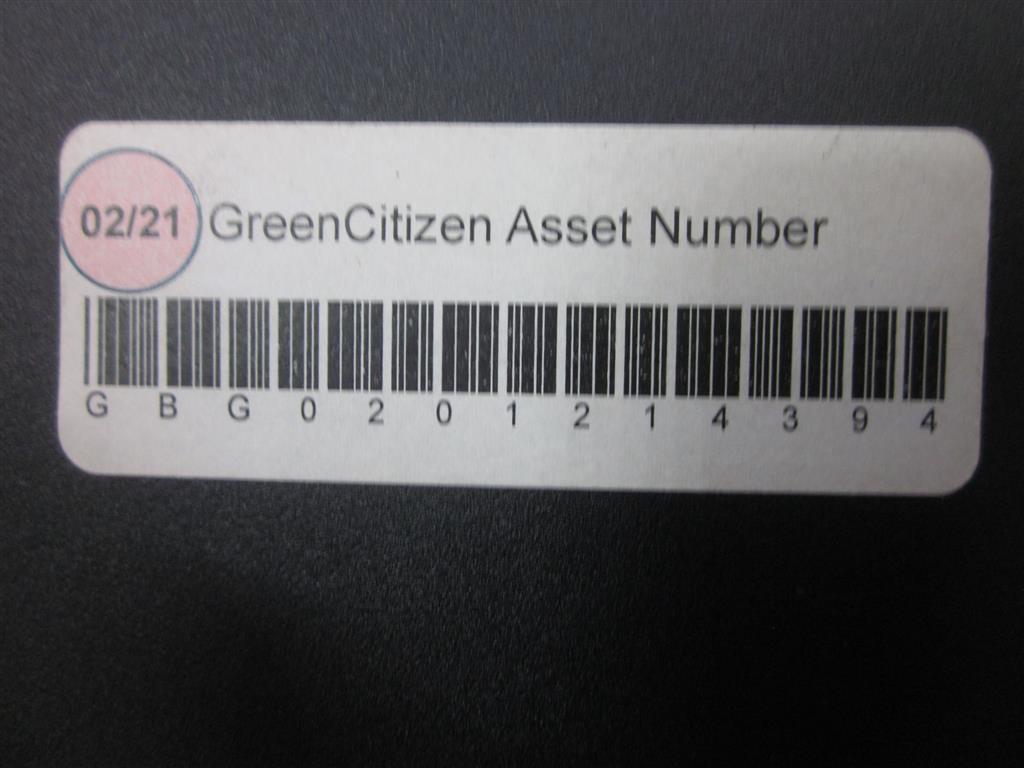 02/21 GreenCitizen Asset Number
G B G 0 2 0 1 2 1 4 3 9 4